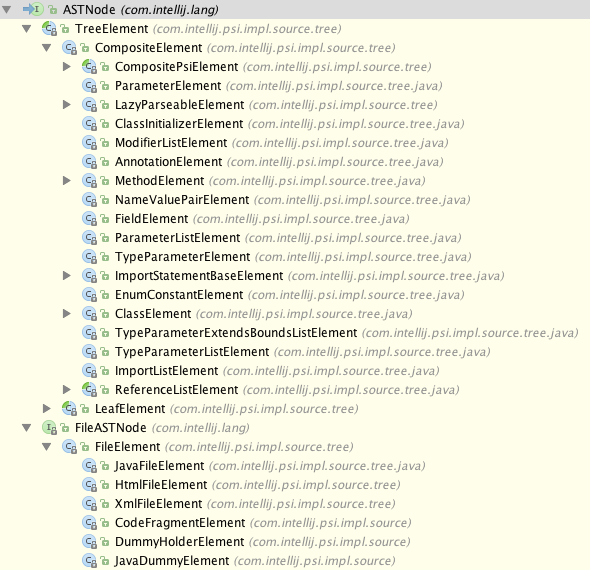 ASTNode (com.intellij.lang)
TreeElement (com.intellij.psi.impl.source.tree)
CompositeElement (com.intellij.psi.impl.source.tree)
CompositePsiElement (com.intellij.psi.impl.source.tree)
ParameterElement (com.intellij.psi.impl.source.tree.java)
LazyParseableElement (com.intellij.psi.impl.source.tree)
ClassInitializerElement (com.intellij.psi.impl.source.tree.java)
ModifierListElement (com.intellij.psi.impl.source.tree.java)
AnnotationElement (com.intellij.psi.impl.source.tree.java)
MethodElement (com.intellij.psi.impl.source.tree.java)
NameValuePairElement (com.intellij.psi.impl.source.tree.java)
FieldElement (com.intellij.psi.impl.source.tree.java)
ParameterListElement (com.intellij.psi.impl.source.tree.java)
TypeParameterElement (com.intellij.psi.impl.source.tree.java)
ImportStatementBaseElement (com.intellij.psi.impl.source.tree.java)
EnumConstantElement (com.intellij.psi.impl.source.tree.java)
ClassElement (com.intellij.psi.impl.source.tree.java)
TypeParameterExtendsBoundsListElement (com.intellij.psi.impl.source.tree.java)
TypeParameterListElement (com.intellij.psi.impl.source.tree.java)
ImportListElement (com.intellij.psi.impl.source.tree.java)
ReferenceListElement (com.intellij.psi.impl.source.tree.java)
LeafElement (com.intellij.psi.impl.source.tree)
FileASTNode (com.intellij.lang)
FileElement (com.intellij.psi.impl.source.tree)
JavaFileElement (com.intellij.psi.impl.source.tree.java)
HtmlFileElement (com.intellij.psi.impl.source.tree)
XmlFileElement (com.intellij.psi.impl.source.tree)
CodeFragmentElement (com.intellij.psi.impl.source)
DummyHolderElement (com.intellij.psi.impl.source)
JavaDummyElement (com.intellij.psi.impl.source)